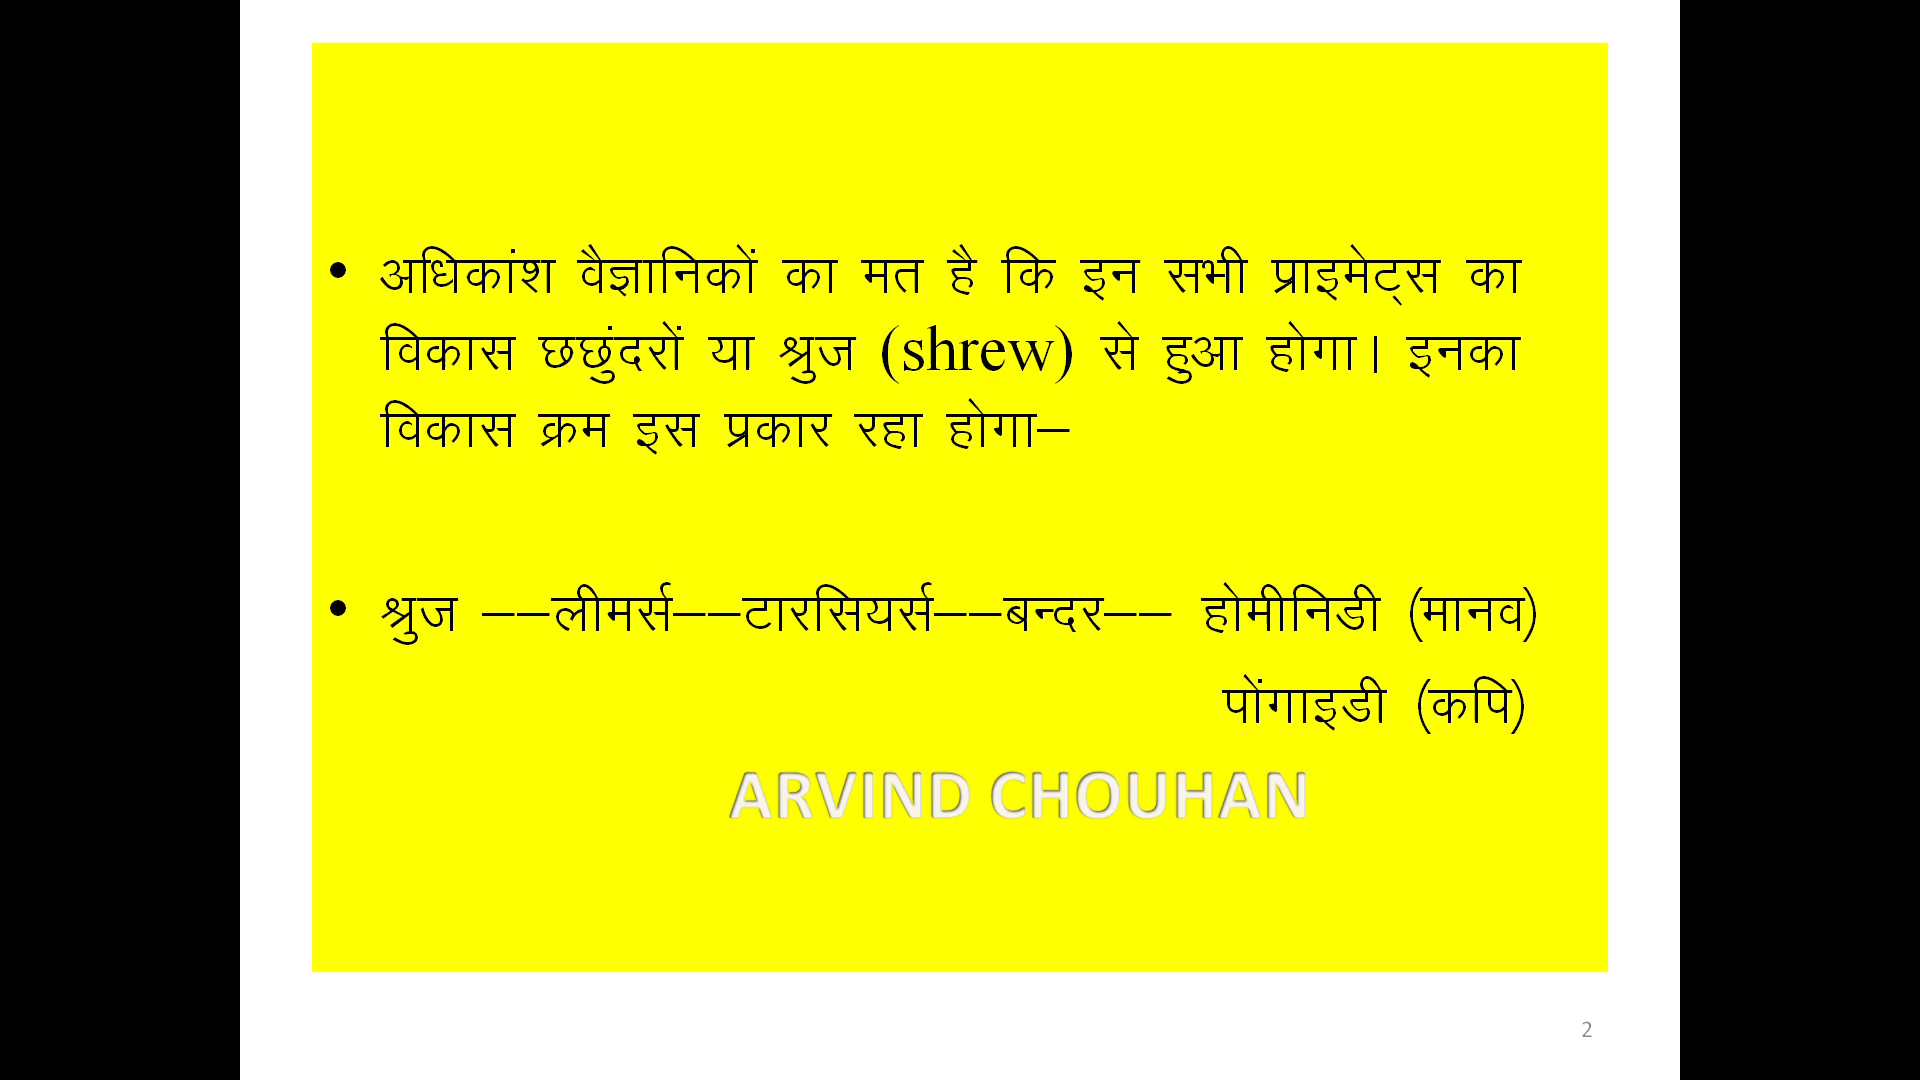 • अधिकांश वैज्ञानिकों का मत है कि इन सभी प्राइमेट्स का
विकास छछुंदरों या श्रुज (shrew) से हुआ होगा। इनका
विकास क्रम इस प्रकार रहा होगा–
• श्रुज ––लीमर्स––टारसियर्स––बन्दर–– होमीनिडी (मानव)
पोंगाइडी (कपि)
ARVIND CHOUHAN
2